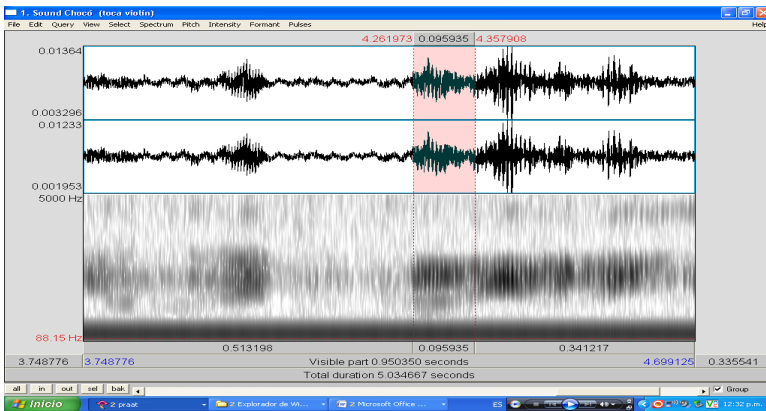 1. Sound Chocó (toca violín)
File Edit Query View Select Spectrum Pitch Intensity Formant Pulses Help
4.261973 0.095935 4.357908
0.01364
0.003296
0.01233
0.001953
5000 Hz
88.15 Hz
0.513198 0.095935 0.341217
3.748776 3.748776 Visible part 0.950350 seconds 4.699125 0.335541
Total duration 5.034667 seconds
all in out sel bak Group
Inicio 2 praat 2 Explorador de Wi... 2 Microsoft Office ... ES 12:32 p.m.